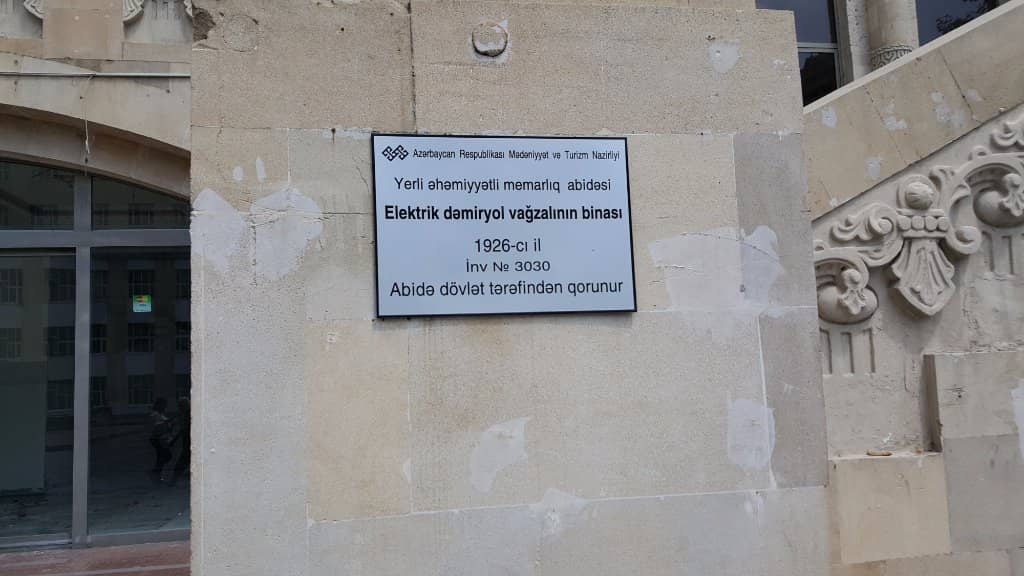 Azərbaycan Respublikası Mədəniyyət və Turizm Nazirliyi
Yerli əhəmiyyətli memarlıq abidəsi
Elektrik dəmiryol vağzalının binası
1926-cı il
İnv № 3030
Abidə dövlət tərəfindən qorunur